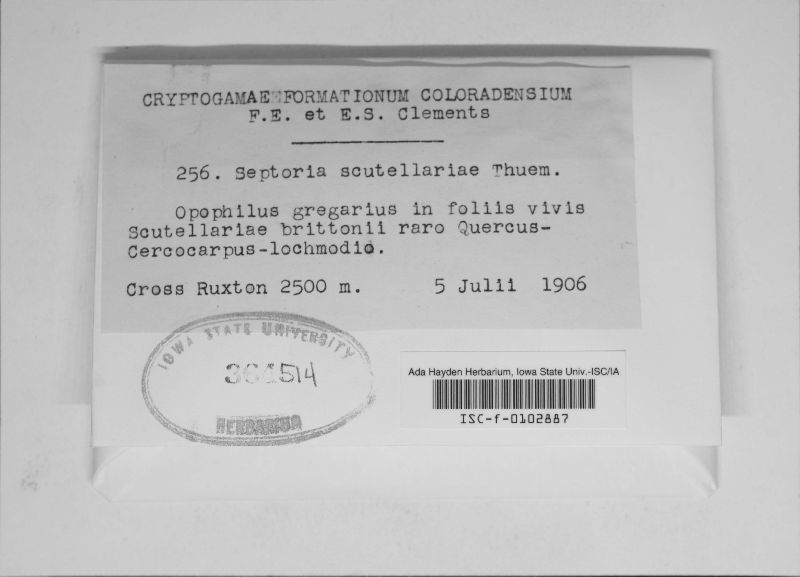 CRYPTOGAMAE FORMATIONUM COLORADENSIUM
F.E. et E.S. Clements
256. Septoria scutellariae Thuem.
Opophilus gregarius in foliis vivis
Scutellariae brittonii raro Quercus-
Cercocarpus-lochmodio.
Cross Ruxton 2500 m. 5 Julii 1906
IOWA STATE UNIVERSITY
HERBARIUM
Ada Hayden Herbarium, Iowa State Univ.-ISC/IA
ISC-f-0102887